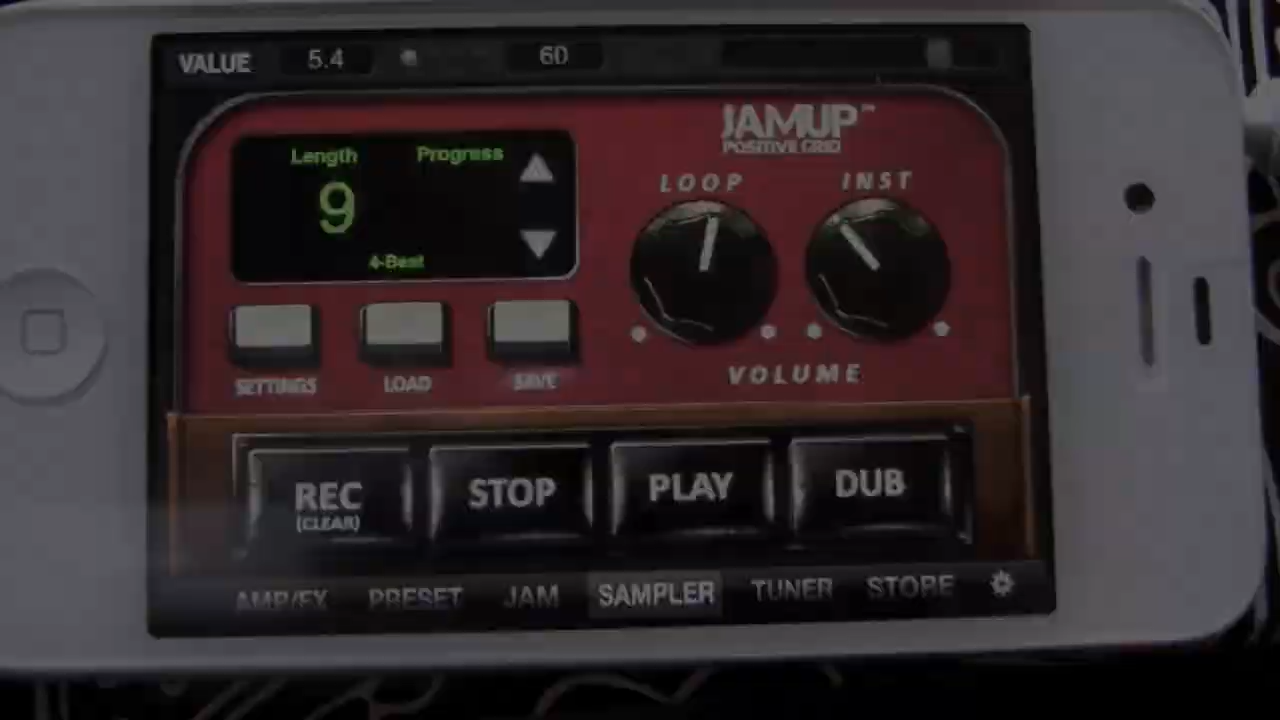 VALUE 5.4 60
JAMUP™
POSITIVE GRID
Length Progress
9
4-Beat
LOOP INST
VOLUME
SETTINGS LOAD SAVE
REC STOP PLAY DUB
(CLEAR)
AMP/FX PRESET JAM SAMPLER TUNER STORE